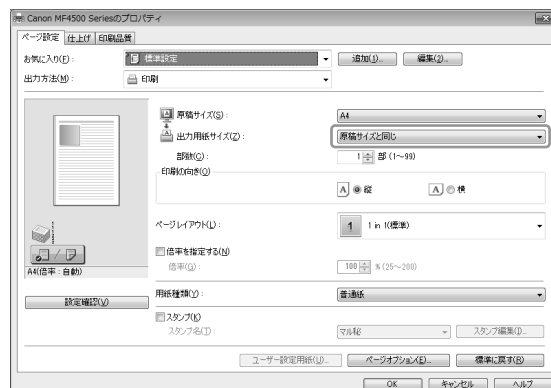 Canon MF4500 Seriesのプロパティ
ページ設定 仕上げ 印刷品質
お気に入り(F): 標準設定 追加(1)... 編集(2)...
出力方法(M): 印刷
原稿サイズ(S): A4
出力用紙サイズ(Z): 原稿サイズと同じ
部数(C): 1 部 (1～99)
印刷の向き(O)
A 縦 A 横
ページレイアウト(L): 1 1 in 1(標準)
倍率を指定する(N)
倍率(G): 100 % (25～200)
A4(倍率:自動)
用紙種類(Y): 普通紙
設定確認(V)
スタンプ(K)
スタンプ名(T): マル秘 スタンプ編集(I)...
ユーザー設定用紙(U)... ページオプション(E)... 標準に戻す(R)
OK キャンセル ヘルプ